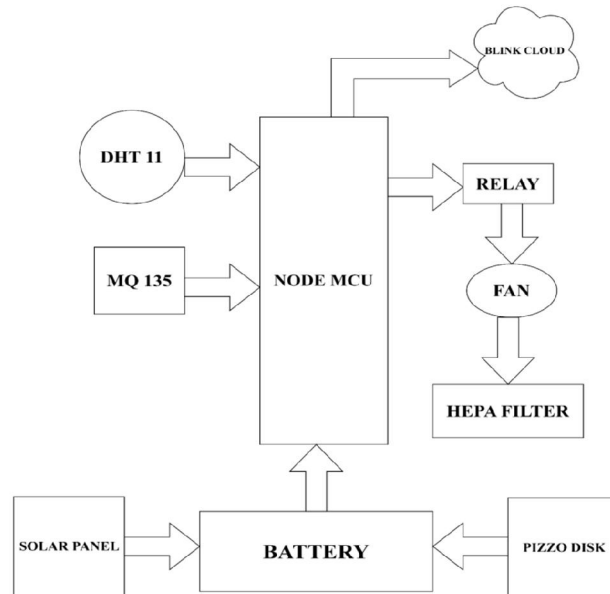 BLINK CLOUD
DHT 11
RELAY
MQ 135
NODE MCU
FAN
HEPA FILTER
SOLAR PANEL
BATTERY
PIZZO DISK